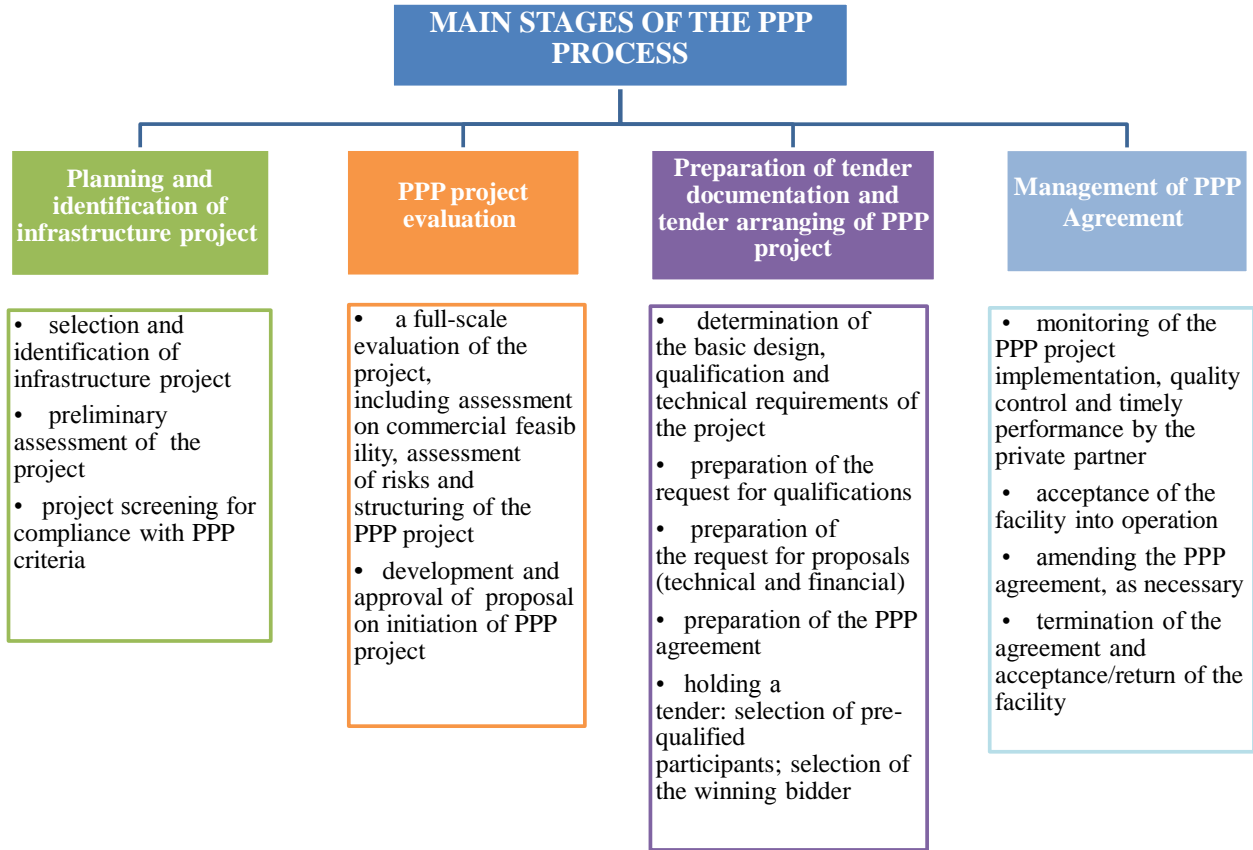 MAIN STAGES OF THE PPP
PROCESS
Planning and
identification of
infrastructure project
• selection and
identification of
infrastructure project
• preliminary
assessment of the
project
• project screening for
compliance with PPP
criteria
PPP project
evaluation
• a full-scale
evaluation of the
project,
including assessment
on commercial feasib
ility, assessment
of risks and
structuring of the
PPP project
• development and
approval of proposal
on initiation of PPP
project
Preparation of tender
documentation and
tender arranging of PPP
project
• determination of
the basic design,
qualification and
technical requirements of
the project
• preparation of the
request for qualifications
• preparation of
the request for proposals
(technical and financial)
• preparation of the PPP
agreement
• holding a
tender: selection of pre-
qualified
participants; selection of
the winning bidder
Management of PPP
Agreement
• monitoring of the
PPP project
implementation, quality
control and timely
performance by the
private partner
• acceptance of the
facility into operation
• amending the PPP
agreement, as necessary
• termination of the
agreement and
acceptance/return of the
facility